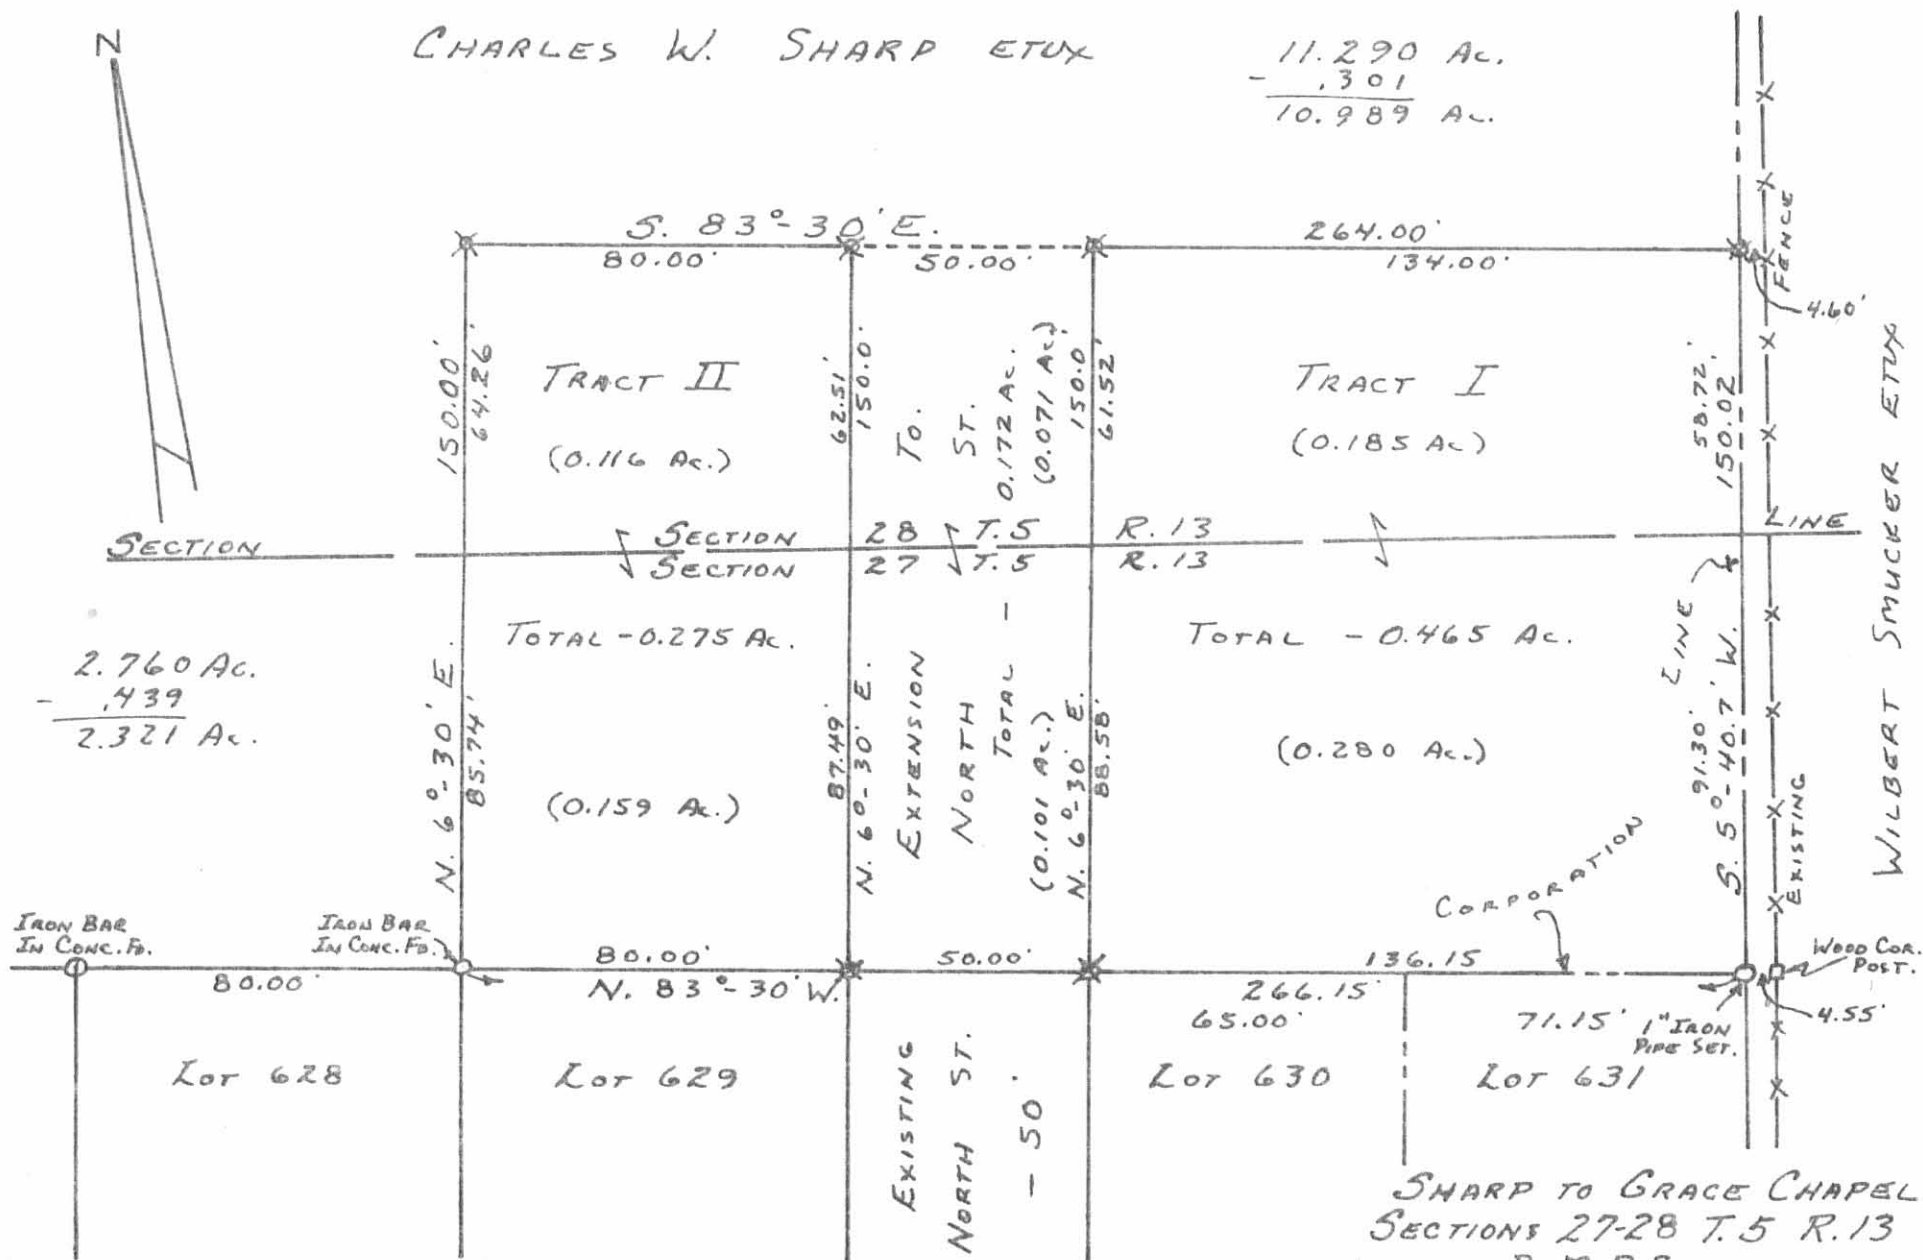 N
CHARLES W. SHARP ETUX
11.290 Ac.
- .301
10.989 Ac.
S. 83°-30' E.
264.00'
80.00'
50.00'
134.00'
FENCE
4.60'
150.00'
64.26'
TRACT II
(0.116 Ac.)
62.51'
150.0'
TO.
ST.
0.172 Ac.
(0.071 Ac.)
150.0'
61.52'
TRACT I
(0.185 Ac)
58.72'
150.02'
WILBERT SMUCKER ETUX
SECTION
SECTION 28 T.5 R.13
LINE
SECTION 27 T.5 R.13
2.760 Ac.
- .439
2.321 Ac.
TOTAL - 0.275 Ac.
TOTAL - 0.465 Ac.
N. 6°-30' E.
85.74'
(0.159 Ac.)
87.49'
N. 6°-30' E.
EXTENSION
NORTH
TOTAL -
(0.101 Ac.)
N. 6°-30' E.
88.58'
(0.280 Ac.)
LINE
91.30'
S. 5°-40.7' W.
EXISTING
CORPORATION
IRON BAR
IN CONC. FD.
IRON BAR
IN CONC. FD.
80.00'
80.00'
N. 83°-30' W.
50.00'
136.15
266.15'
65.00'
71.15'
1" IRON
PIPE SET.
WOOD COR.
POST.
4.55'
LOT 628
LOT 629
EXISTING
NORTH ST.
- 50'
LOT 630
LOT 631
SHARP TO GRACE CHAPEL
SECTIONS 27-28 T.5 R.13